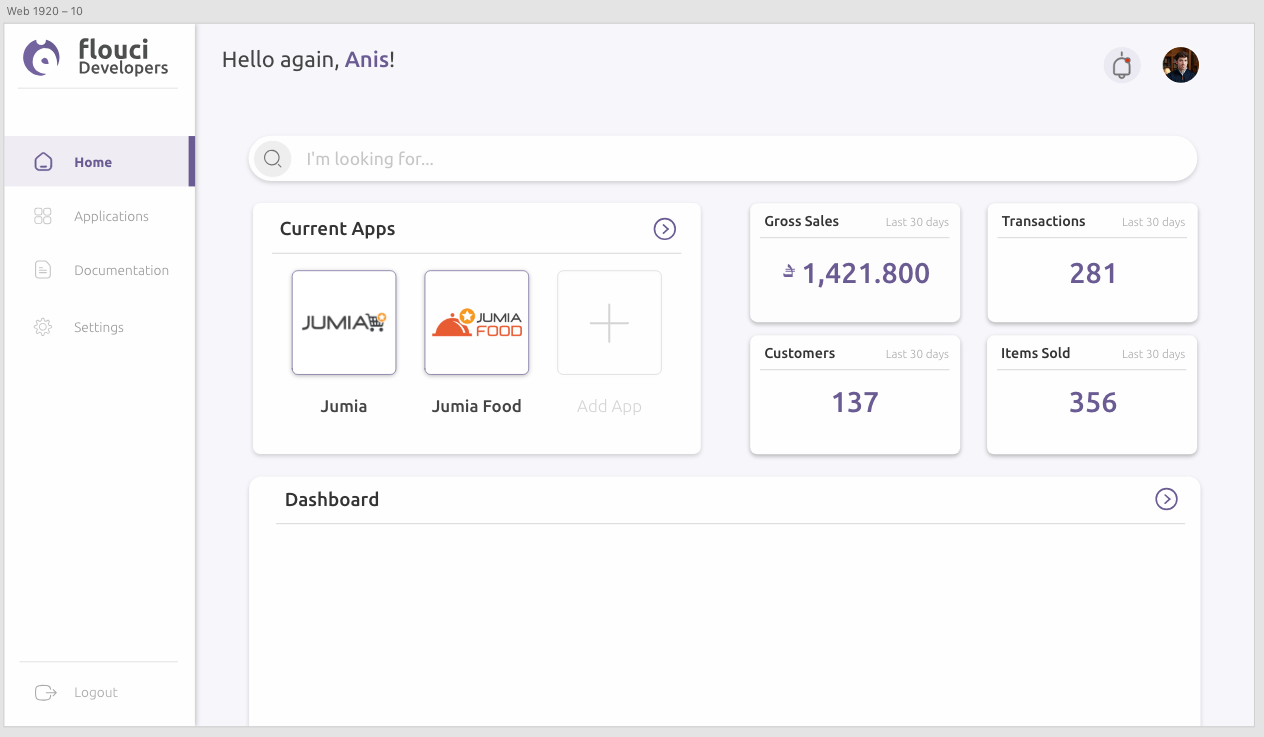 Web 1920 – 10
flouci
Developers
Hello again, Anis!
Home
Applications
Documentation
Settings
Logout
I'm looking for...
Current Apps
JUMIA
JUMIA
FOOD
Jumia
Jumia Food
Add App
Gross Sales
Last 30 days
1,421.800
Transactions
Last 30 days
281
Customers
Last 30 days
137
Items Sold
Last 30 days
356
Dashboard